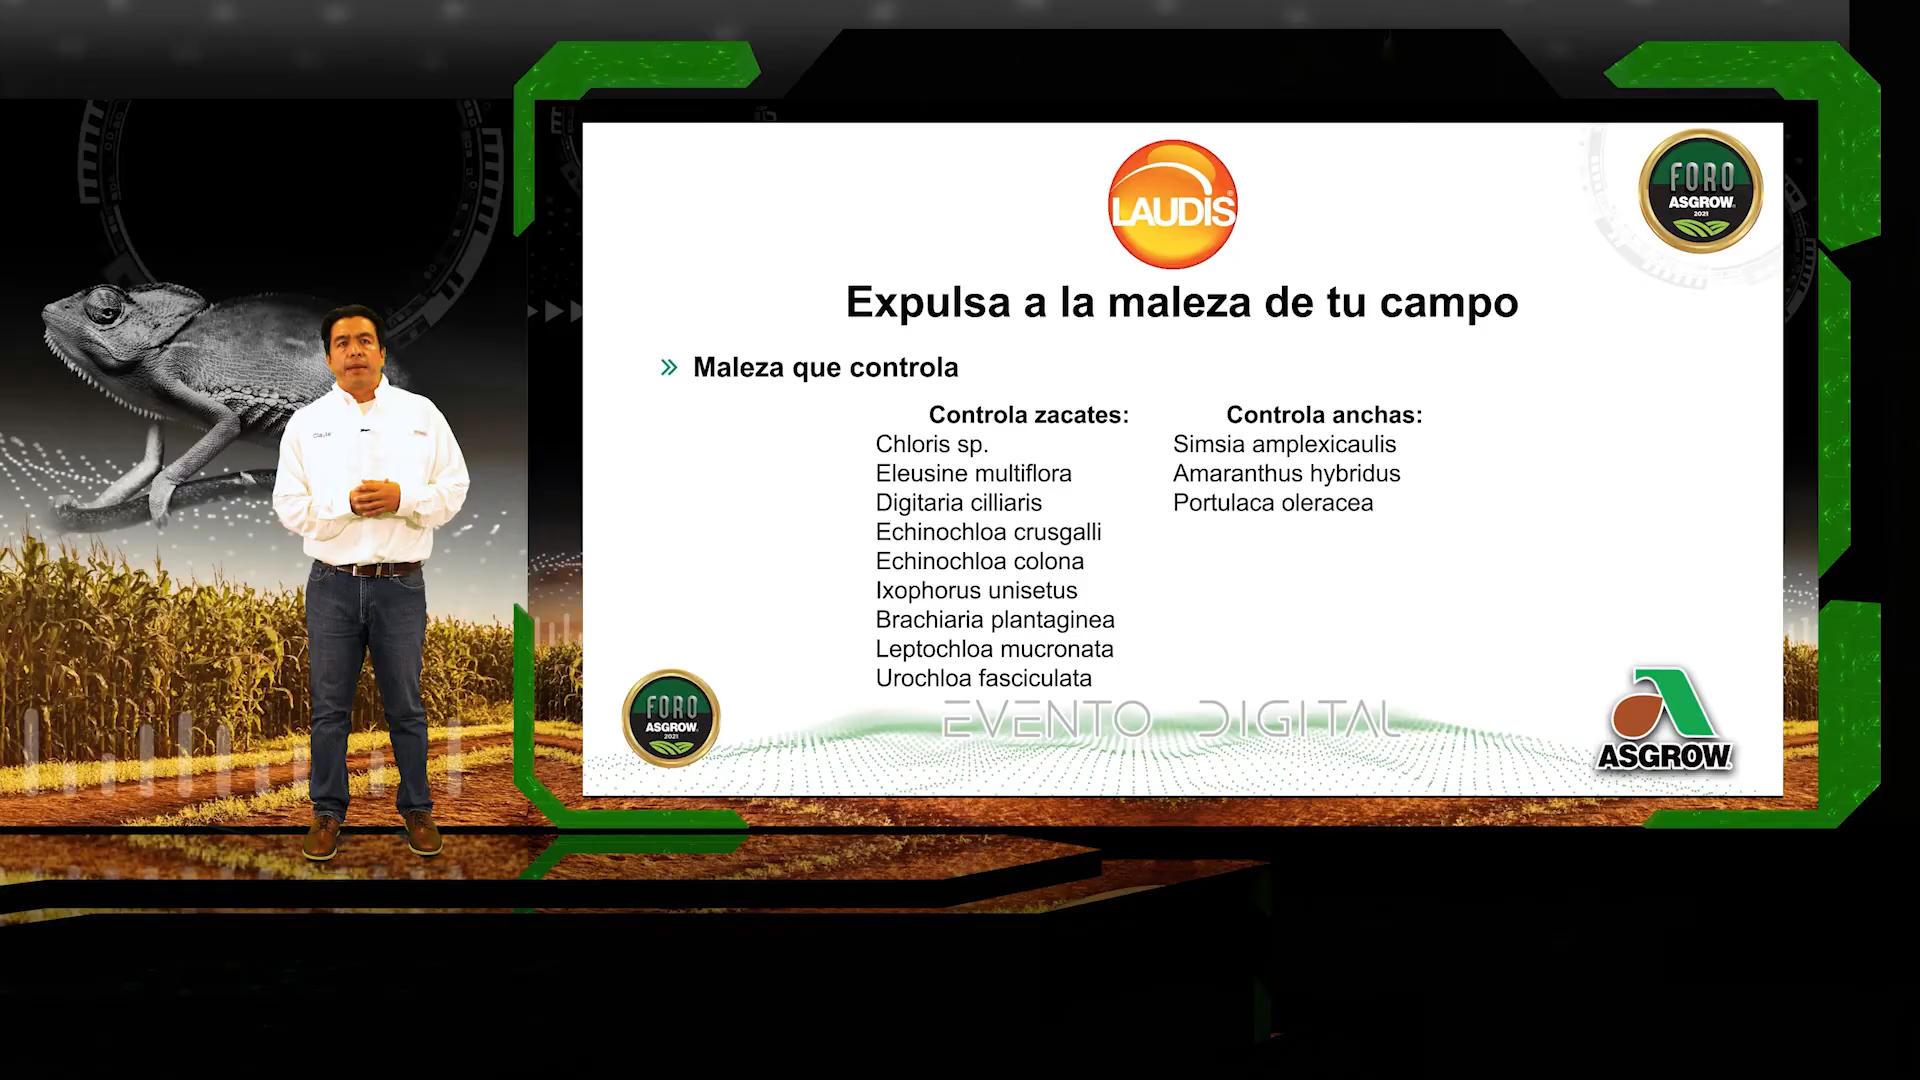 LAUDIS
FORO
ASGROW
2021
Expulsa a la maleza de tu campo
Maleza que controla
Controla zacates:
Chloris sp.
Eleusine multiflora
Digitaria cilliaris
Echinochloa crusgalli
Echinochloa colona
Ixophorus unisetus
Brachiaria plantaginea
Leptochloa mucronata
Urochloa fasciculata
Controla anchas:
Simsia amplexicaulis
Amaranthus hybridus
Portulaca oleracea
FORO
ASGROW
2021
EVENTO DIGITAL
ASGROW